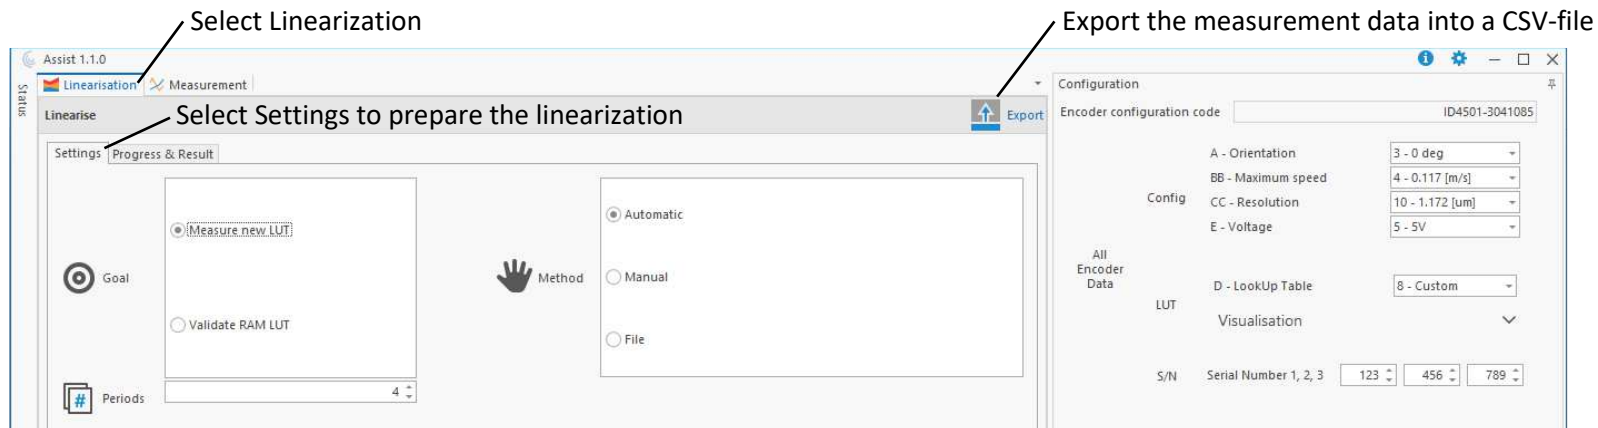 Select Linearization
Export the measurement data into a CSV-file
Assist 1.1.0
Status
Linearisation
Measurement
Configuration
Linearise
Select Settings to prepare the linearization
Export
Encoder configuration code
ID4501-3041085
Settings
Progress & Result
A - Orientation
3 - 0 deg
BB - Maximum speed
4 - 0.117 [m/s]
Config
CC - Resolution
10 - 1.172 [um]
E - Voltage
5 - 5V
Measure new LUT
Automatic
Goal
Method
Manual
All
Encoder
Data
D - LookUp Table
8 - Custom
LUT
Visualisation
Validate RAM LUT
File
S/N
Serial Number 1, 2, 3
123
456
789
# Periods
4